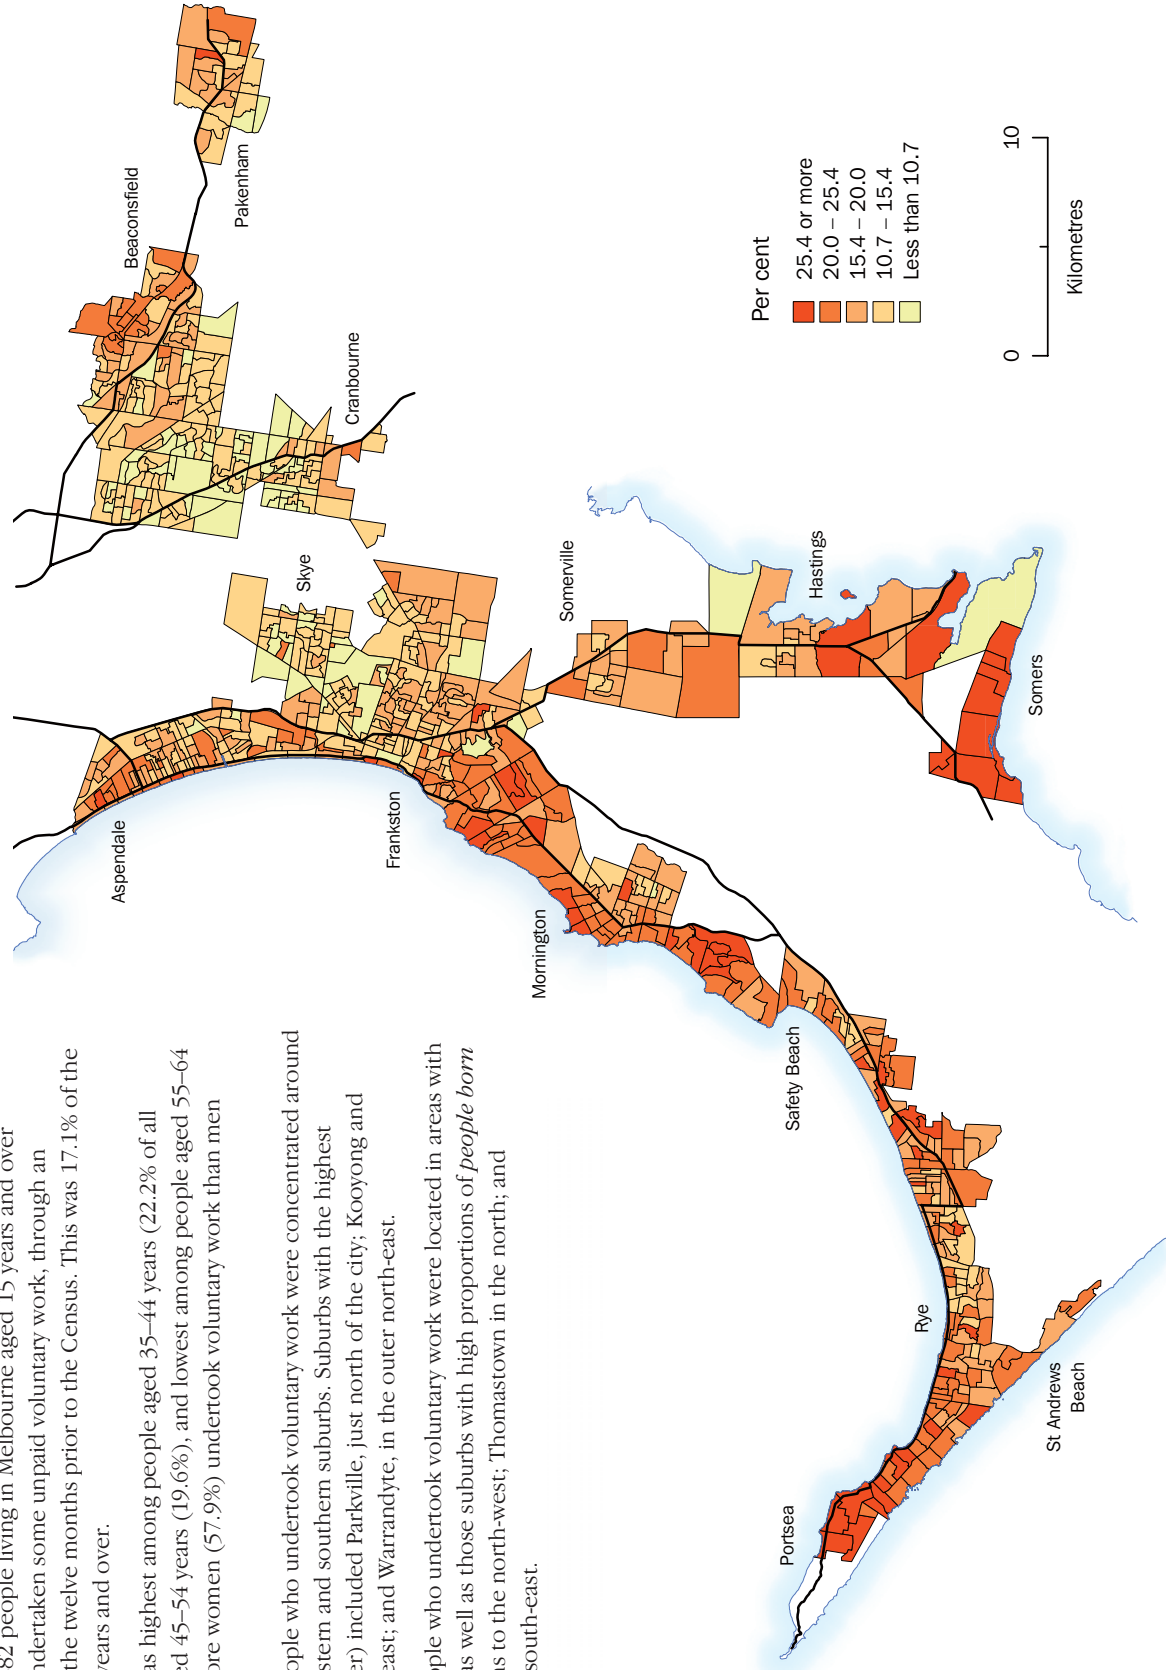 82 people living in Melbourne aged 15 years and over
ndertaken some unpaid voluntary work, through an
the twelve months prior to the Census. This was 17.1% of the
years and over.
as highest among people aged 35–44 years (22.2% of all
ed 45–54 years (19.6%), and lowest among people aged 55–64
ore women (57.9%) undertook voluntary work than men
ople who undertook voluntary work were concentrated around
stern and southern suburbs. Suburbs with the highest
er) included Parkville, just north of the city; Kooyong and
east; and Warrandyte, in the outer north-east.
ople who undertook voluntary work were located in areas with
as well as those suburbs with high proportions of people born
as to the north-west; Thomastown in the north; and
south-east.
Aspendale
Beaconsfield
Pakenham
Skye
Cranbourne
Frankston
Mornington
Somerville
Safety Beach
Hastings
Portsea
Rye
Somers
St Andrews
Beach
Per cent
25.4 or more
20.0 – 25.4
15.4 – 20.0
10.7 – 15.4
Less than 10.7
0
10
Kilometres